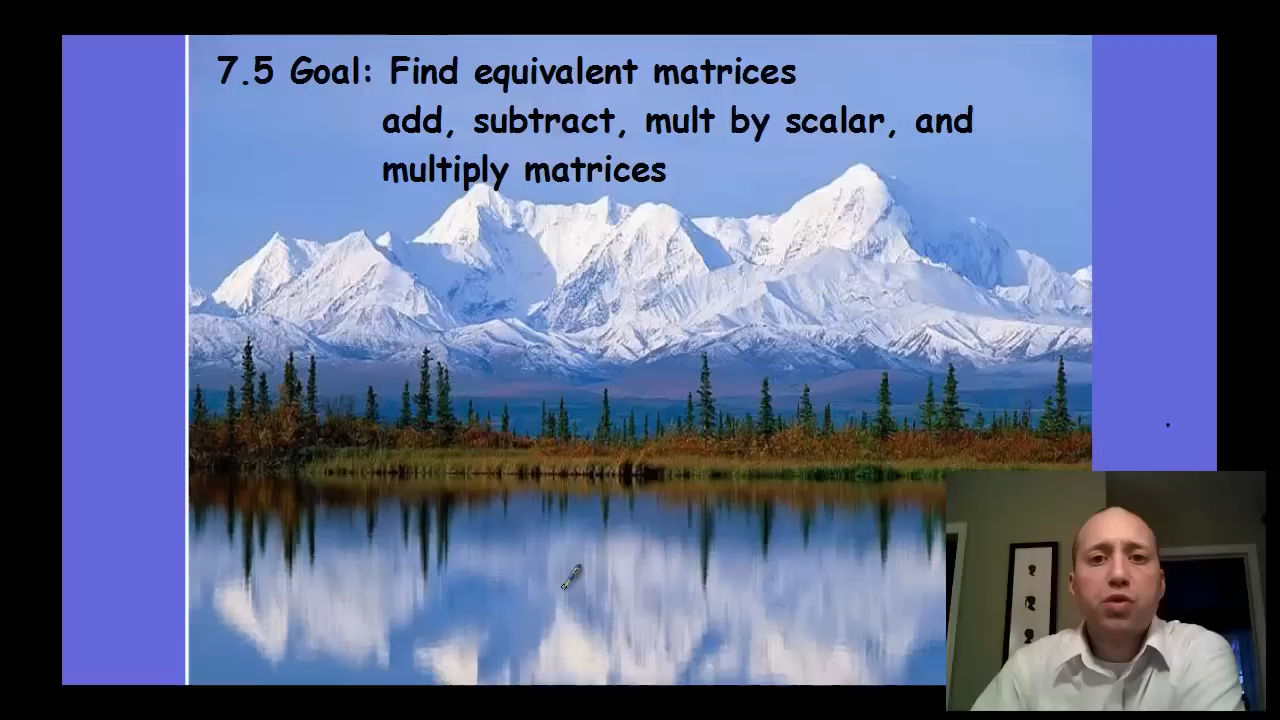 7.5 Goal: Find equivalent matrices
add, subtract, mult by scalar, and
multiply matrices